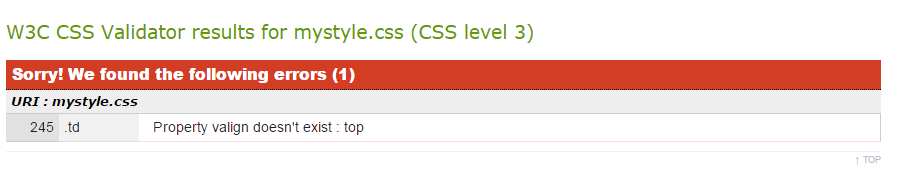 W3C CSS Validator results for mystyle.css (CSS level 3)
Sorry! We found the following errors (1)
URI : mystyle.css
245 .td Property valign doesn't exist : top
↑ TOP